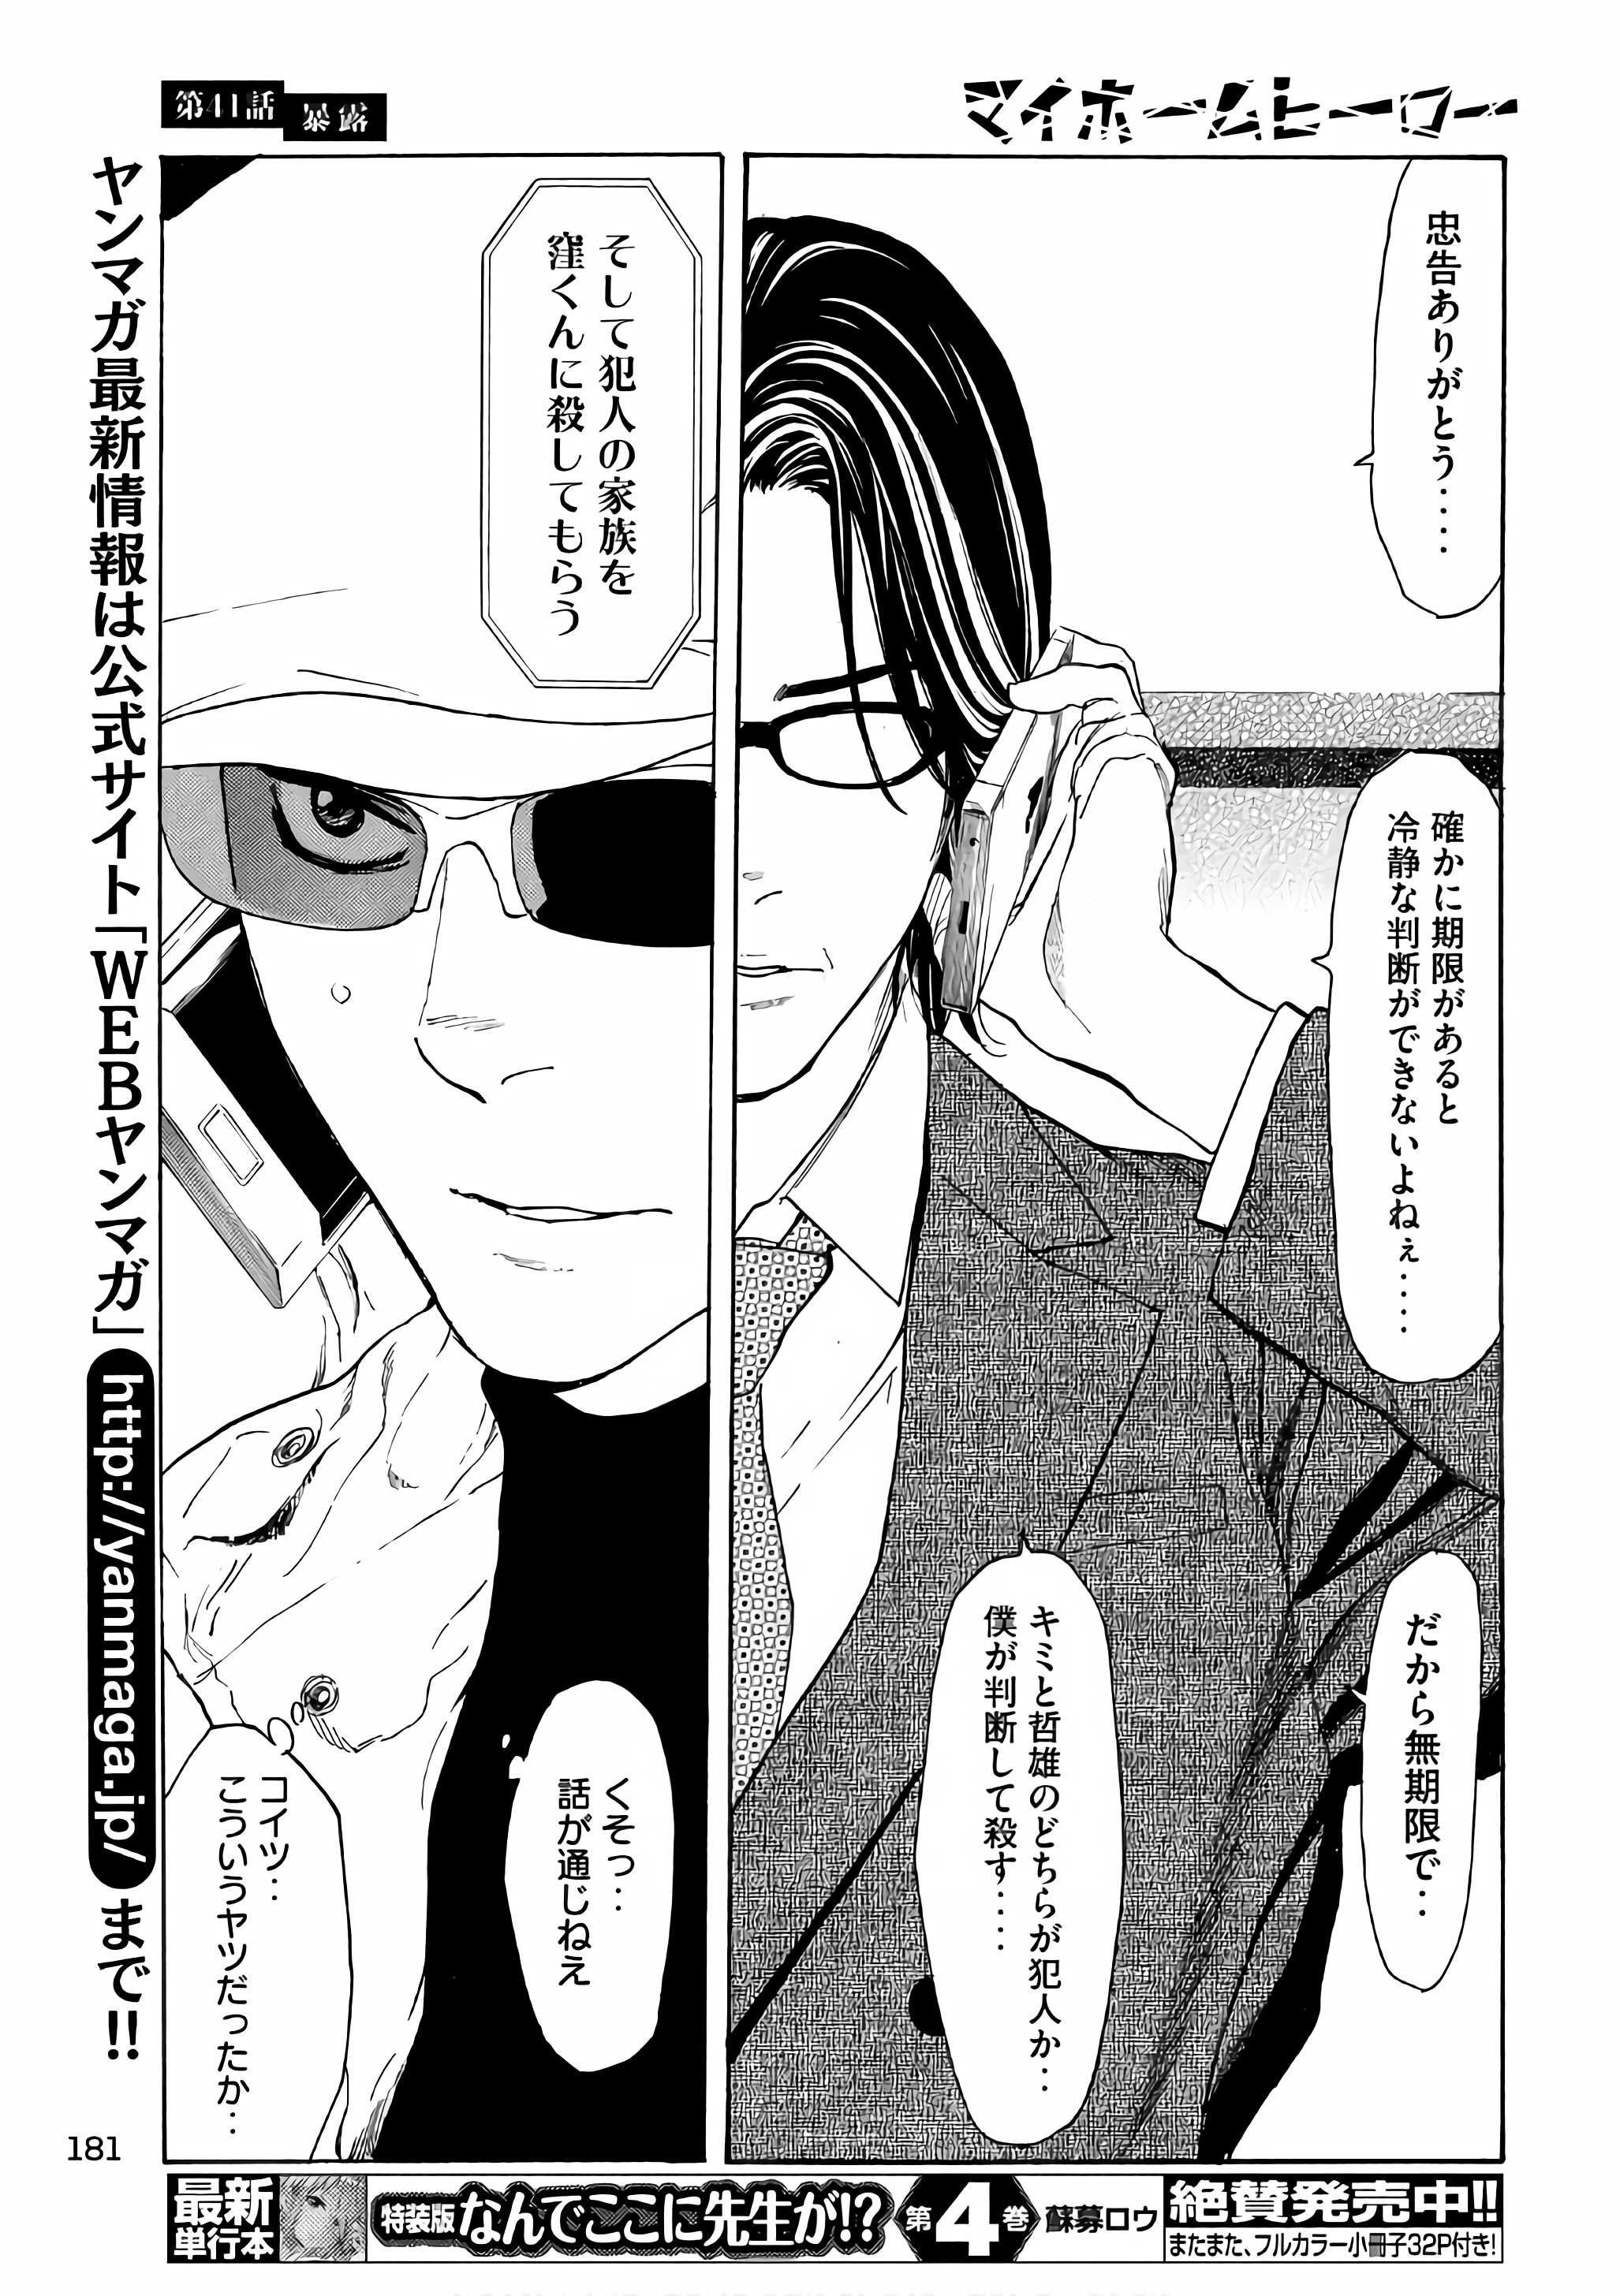 マイホームヒーロー
第41話
暴露
忠告ありがとう‥‥
確かに期限があると
冷静な判断ができないよねぇ‥‥
だから無期限で‥
キミと哲雄のどちらが犯人か‥
僕が判断して殺す‥‥
そして犯人の家族を
窪くんに殺してもらう
くそっ‥
話が通じねえ
コイツ‥
こういうヤツだったか‥
ヤンマガ最新情報は公式サイト「WEBヤンマガ」http://yanmaga.jp/まで!!
181
最新
単行本
特装版 なんでここに先生が!?
第4巻
蘇募ロウ
絶賛発売中!!
またまた、フルカラー小冊子32P付き!